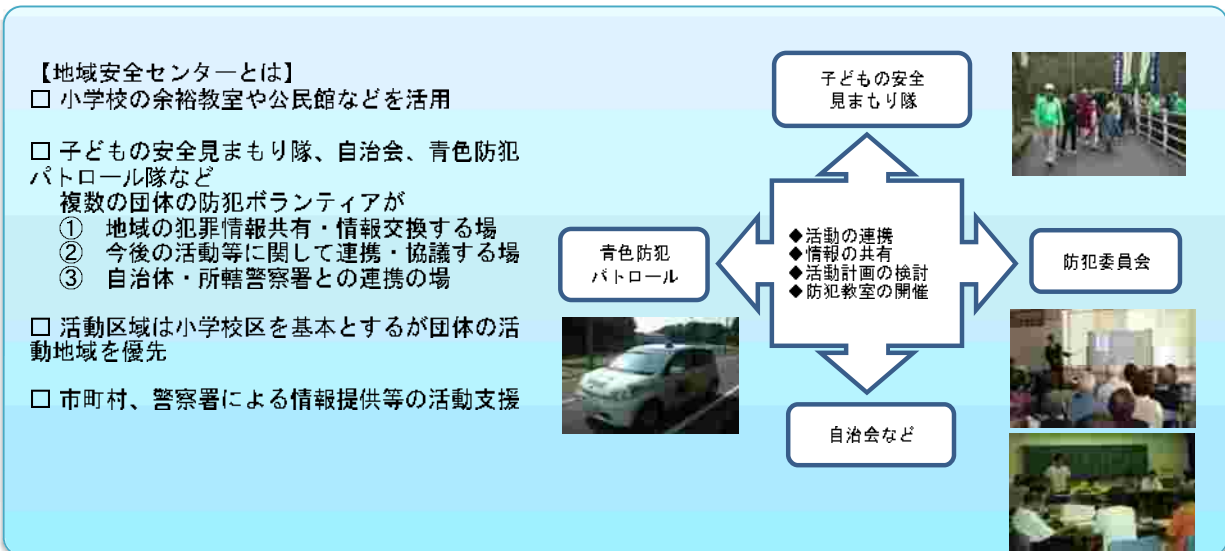 【地域安全センターとは】
□ 小学校の余裕教室や公民館などを活用
□ 子どもの安全見まもり隊、自治会、青色防犯
パトロール隊など
複数の団体の防犯ボランティアが
① 地域の犯罪情報共有・情報交換する場
② 今後の活動等に関して連携・協議する場
③ 自治体・所轄警察署との連携の場
□ 活動区域は小学校区を基本とするが団体の活
動地域を優先
□ 市町村、警察署による情報提供等の活動支援
子どもの安全
見まもり隊
青色防犯
パトロール
◆活動の連携
◆情報の共有
◆活動計画の検討
◆防犯教室の開催
防犯委員会
自治会など